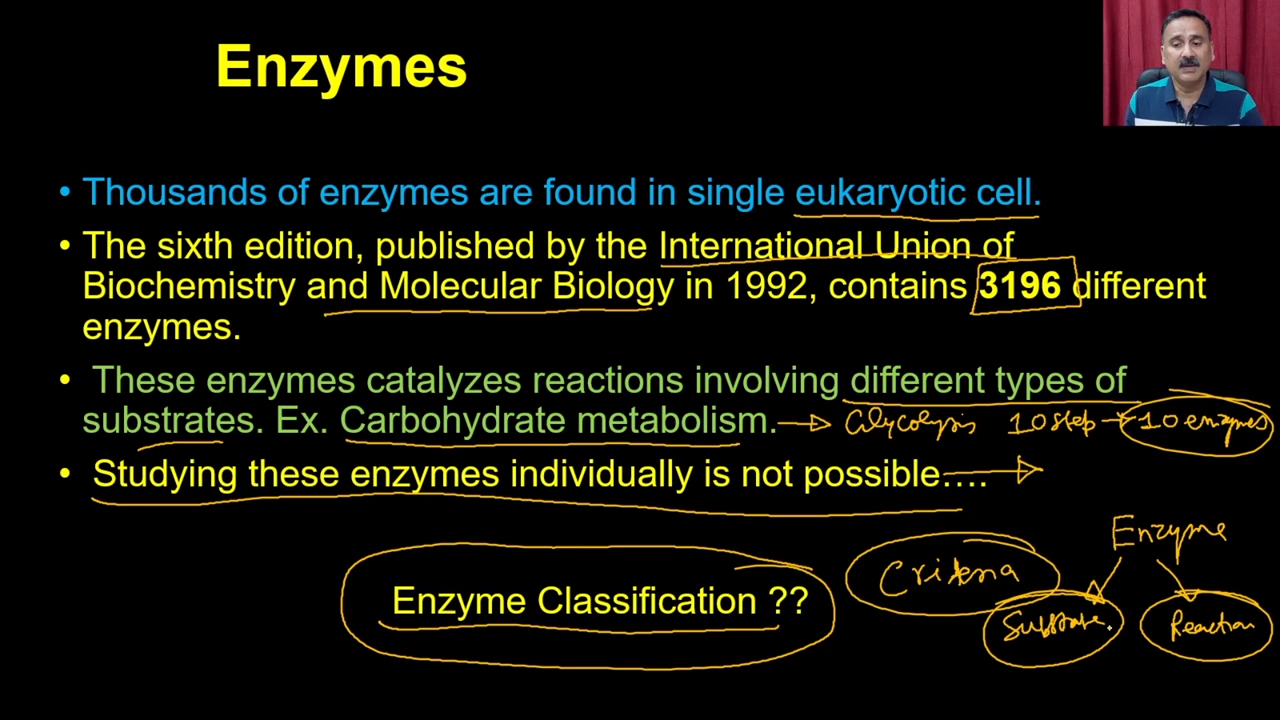 Enzymes
• Thousands of enzymes are found in single eukaryotic cell.
• The sixth edition, published by the International Union of
Biochemistry and Molecular Biology in 1992, contains 3196 different
enzymes.
• These enzymes catalyzes reactions involving different types of
substrates. Ex. Carbohydrate metabolism. Glycolysis 10 step 10 enzymes
• Studying these enzymes individually is not possible….
Enzyme
Criteria
Enzyme Classification ??
Substrate Reaction